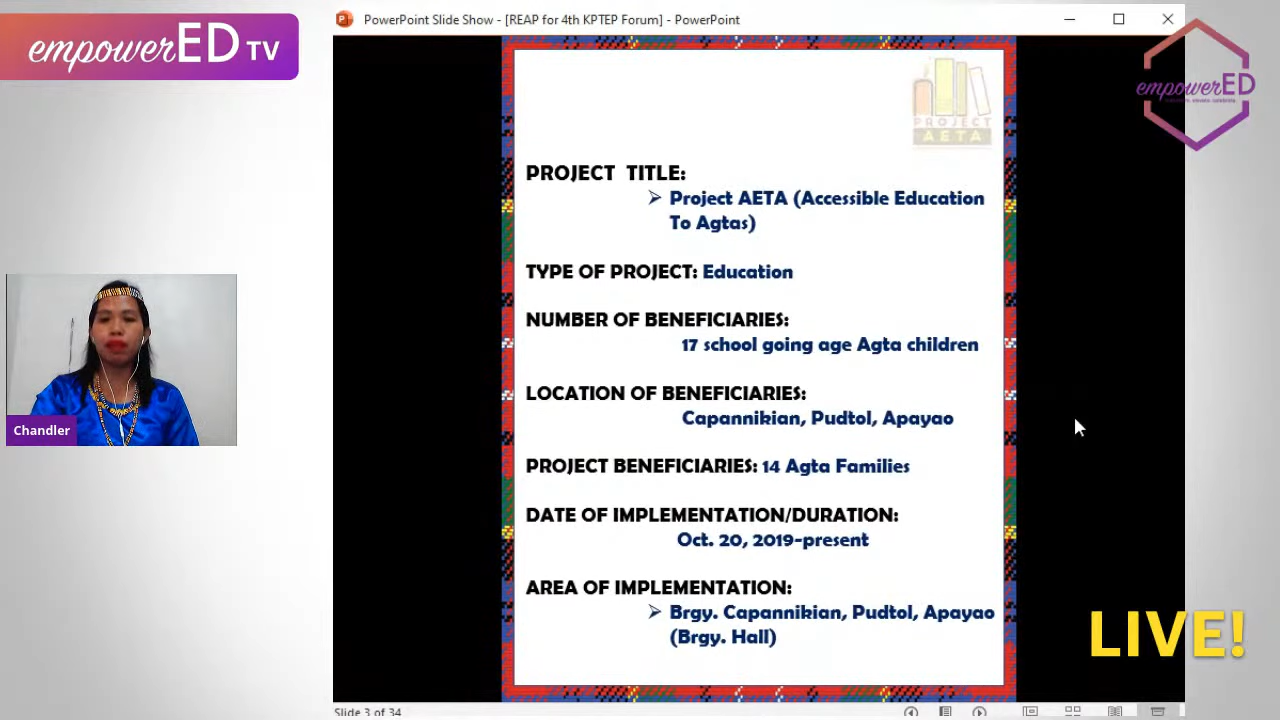 empowerED TV
PowerPoint Slide Show - [REAP for 4th KPTEP Forum] - PowerPoint
empowerED
PROJECT
AETA
PROJECT TITLE:
➢ Project AETA (Accessible Education
To Agtas)
TYPE OF PROJECT: Education
NUMBER OF BENEFICIARIES:
17 school going age Agta children
LOCATION OF BENEFICIARIES:
Capannikian, Pudtol, Apayao
PROJECT BENEFICIARIES: 14 Agta Families
DATE OF IMPLEMENTATION/DURATION:
Oct. 20, 2019-present
AREA OF IMPLEMENTATION:
➢ Brgy. Capannikian, Pudtol, Apayao
(Brgy. Hall)
Chandler
LIVE!
Slide 3 of 34